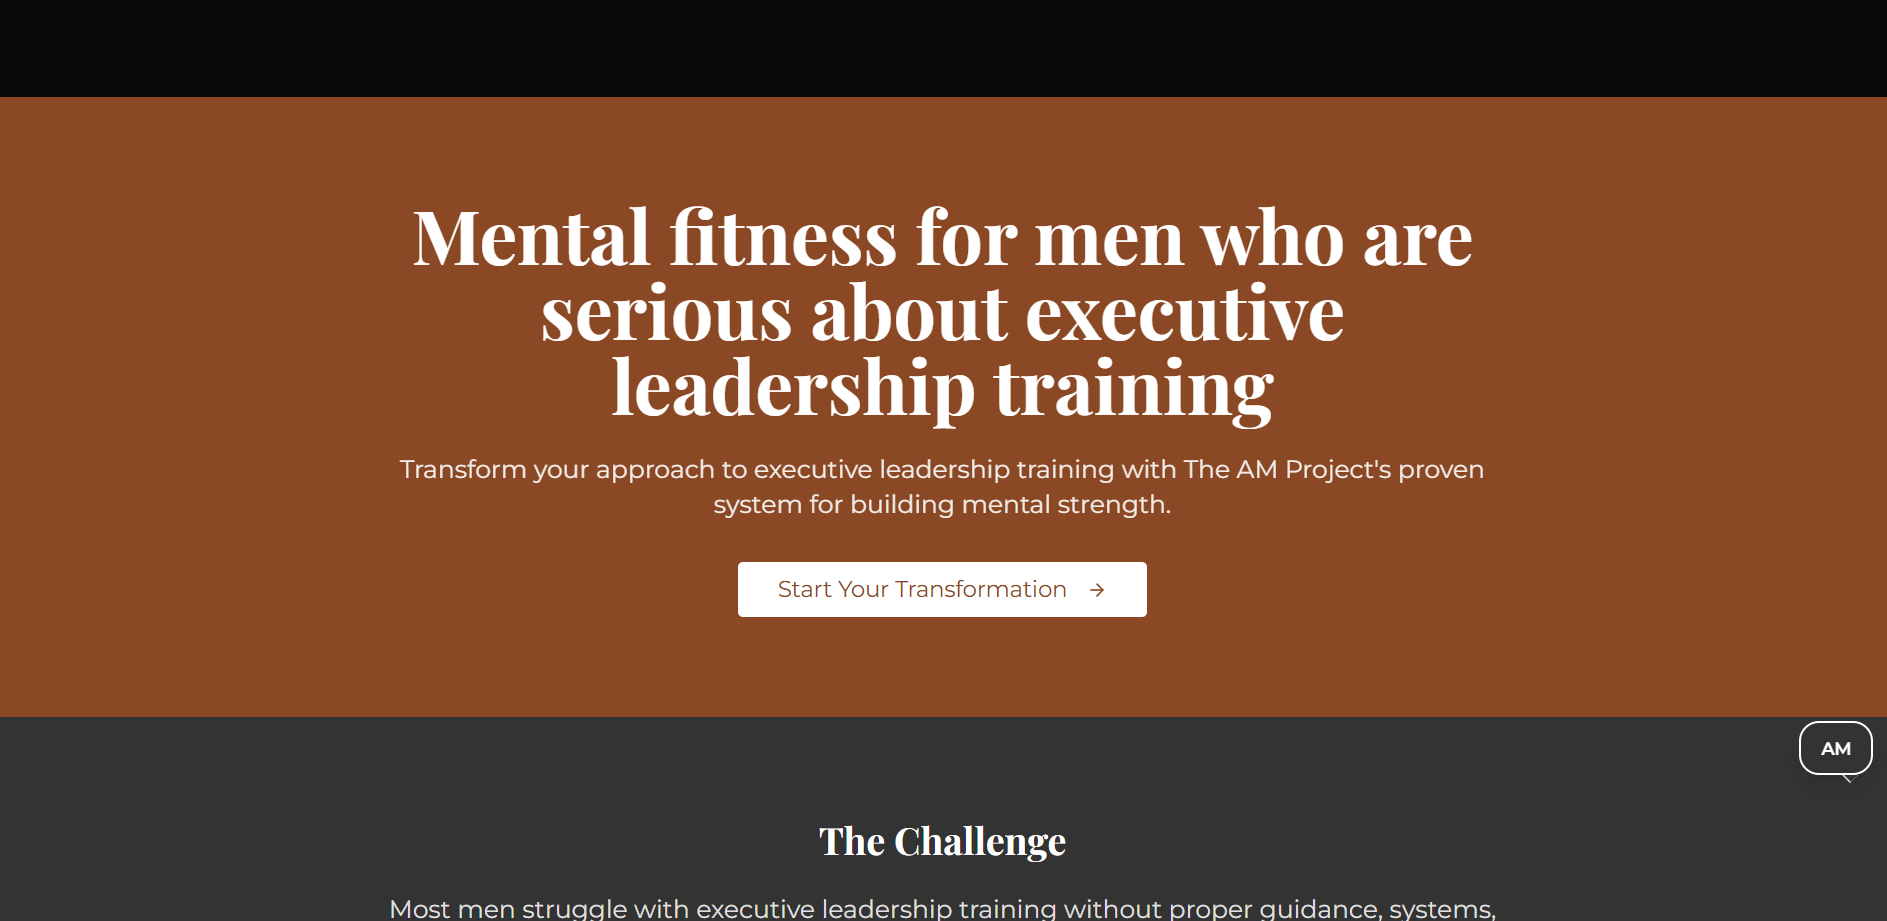 Mental fitness for men who are
serious about executive
leadership training
Transform your approach to executive leadership training with The AM Project's proven
system for building mental strength.
Start Your Transformation →
AM
The Challenge
Most men struggle with executive leadership training without proper guidance, systems,